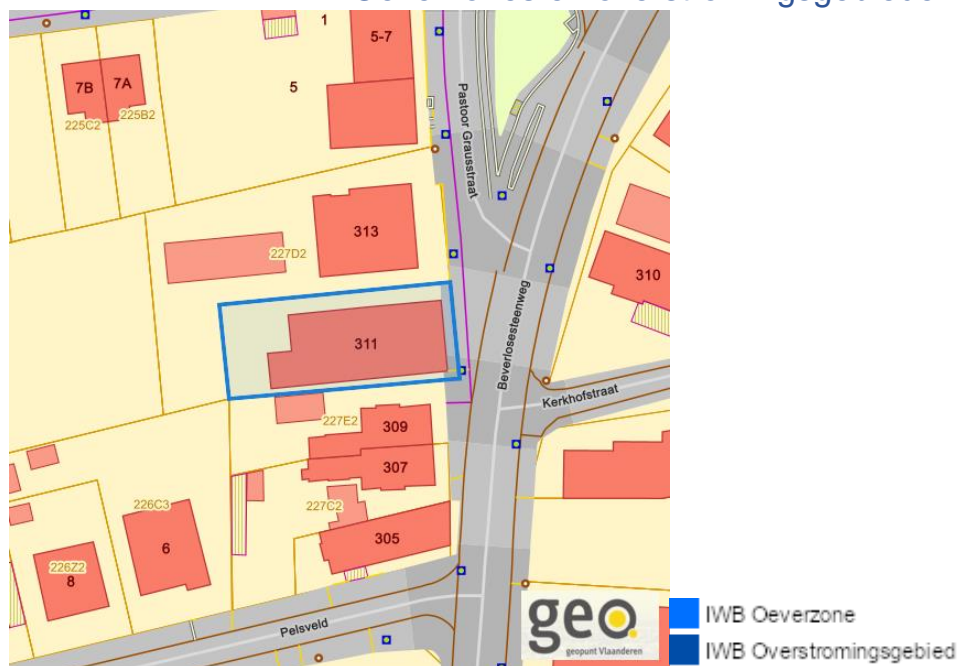 1
5-7
7B
7A
5
225C2
225B2
Pastoor Grausstraat
313
227D2
310
311
Beverlosesteenweg
Kerkhofstraat
227E2
309
307
226C3
227C2
305
6
226Z2
8
Pelsveld
geo
geopunt Vlaanderen
IWB Oeverzone
IWB Overstromingsgebied